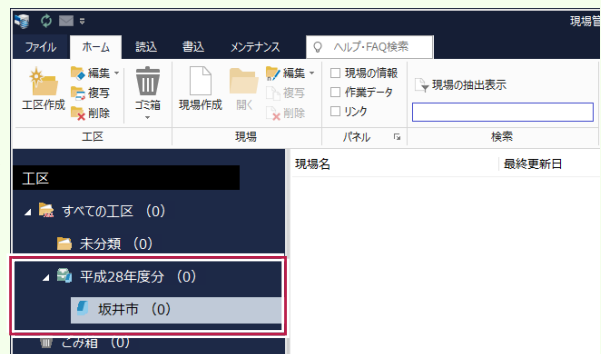 現場管
ファイル ホーム 読込 書込 メンテナンス ヘルプ・FAQ検索
工区作成 編集 複写 削除 ゴミ箱 現場作成 開く 編集 複写 削除 現場の情報 作業データ リンク 現場の抽出表示
工区 現場 パネル 検索
工区 現場名 最終更新日
すべての工区 (0)
未分類 (0)
平成28年度分 (0)
坂井市 (0)
ごみ箱 (0)